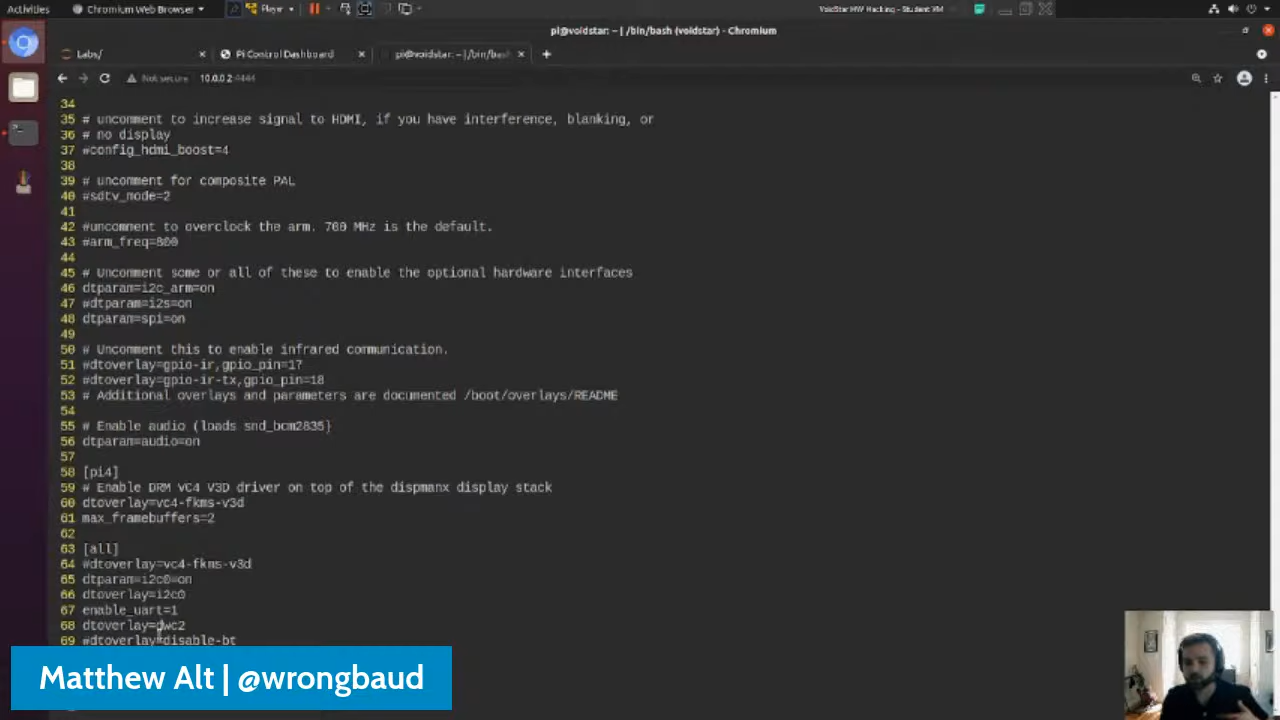 Activities
Chromium Web Browser
Player
VoidStar HW Hacking - Student VM
pi@voidstar: ~ | /bin/bash (voidstar) - Chromium
Labs/
Pi Control Dashboard
pi@voidstar: ~ | /bin/bash
Not secure
34
35 # uncomment to increase signal to HDMI, if you have interference, blanking, or
36 # no display
37 #config_hdmi_boost=4
38
39 # uncomment for composite PAL
40 #sdtv_mode=2
41
42 #uncomment to overclock the arm. 700 MHz is the default.
43 #arm_freq=800
44
45 # Uncomment some or all of these to enable the optional hardware interfaces
46 dtparam=i2c_arm=on
47 #dtparam=i2s=on
48 dtparam=spi=on
49
50 # Uncomment this to enable infrared communication.
51 #dtoverlay=gpio-ir,gpio_pin=17
52 #dtoverlay=gpio-ir-tx,gpio_pin=18
53 # Additional overlays and parameters are documented /boot/overlays/README
54
55 # Enable audio (loads snd_bcm2835)
56 dtparam=audio=on
57
58 [pi4]
59 # Enable DRM VC4 V3D driver on top of the dispmanx display stack
60 dtoverlay=vc4-fkms-v3d
61 max_framebuffers=2
62
63 [all]
64 #dtoverlay=vc4-fkms-v3d
65 dtparam=i2c0=on
66 dtoverlay=i2c0
67 enable_uart=1
68 dtoverlay=dwc2
69 #dtoverlay=disable-bt
Matthew Alt | @wrongbaud